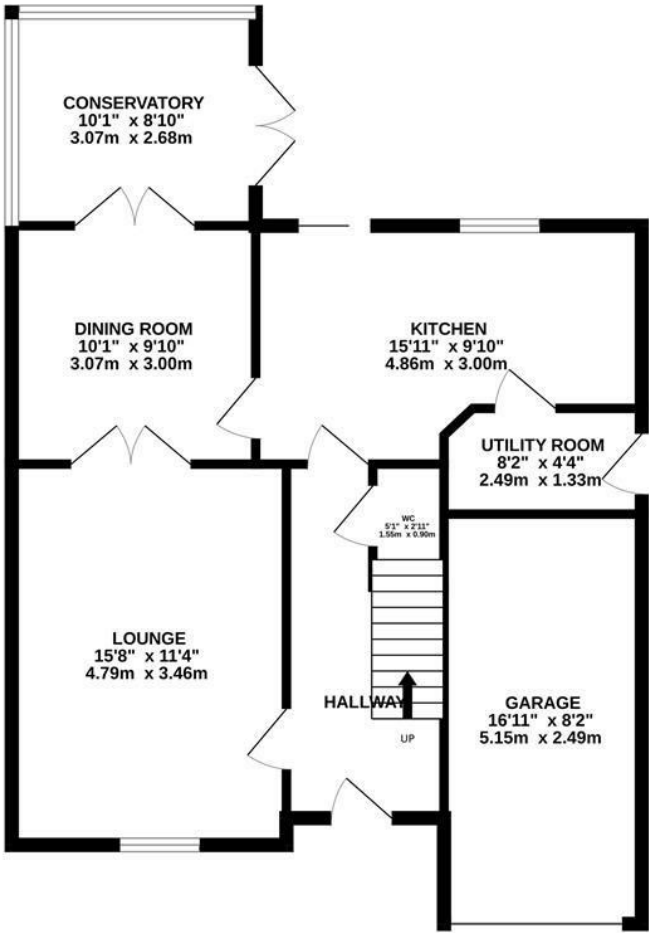 CONSERVATORY
10'1" x 8'10"
3.07m x 2.68m
DINING ROOM
10'1" x 9'10"
3.07m x 3.00m
KITCHEN
15'11" x 9'10"
4.86m x 3.00m
UTILITY ROOM
8'2" x 4'4"
2.49m x 1.33m
WC
5'1" x 2'11"
1.55m x 0.90m
LOUNGE
15'8" x 11'4"
4.79m x 3.46m
HALLWAY
UP
GARAGE
16'11" x 8'2"
5.15m x 2.49m